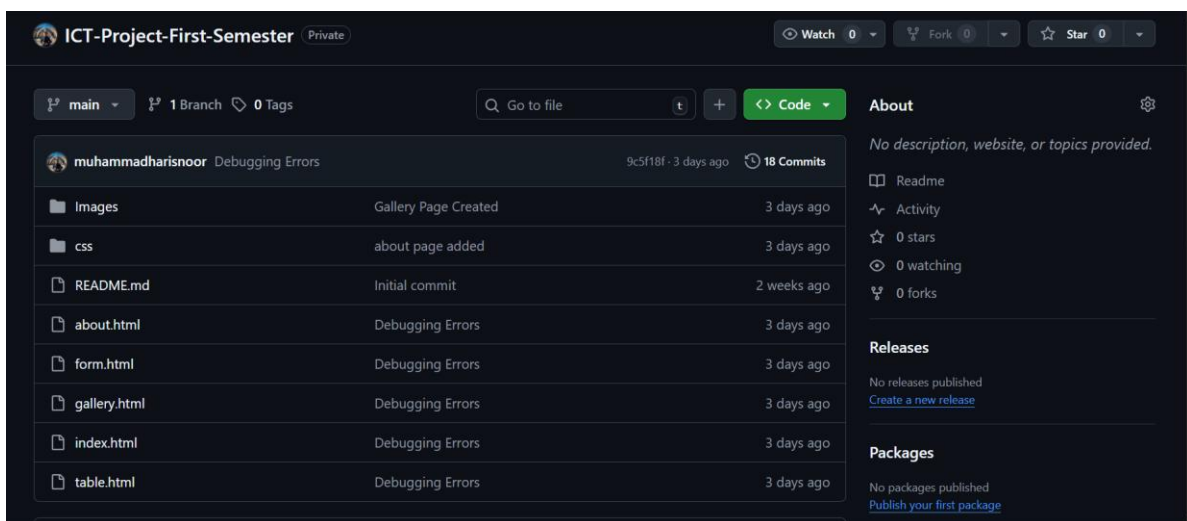 ICT-Project-First-Semester Private Watch 0 Fork 0 Star 0
main 1 Branch 0 Tags Go to file t + <> Code
muhammadharisnoor Debugging Errors 9c5f18f · 3 days ago 18 Commits
Images Gallery Page Created 3 days ago
css about page added 3 days ago
README.md Initial commit 2 weeks ago
about.html Debugging Errors 3 days ago
form.html Debugging Errors 3 days ago
gallery.html Debugging Errors 3 days ago
index.html Debugging Errors 3 days ago
table.html Debugging Errors 3 days ago
About
No description, website, or topics provided.
Readme
Activity
0 stars
0 watching
0 forks
Releases
No releases published
Create a new release
Packages
No packages published
Publish your first package